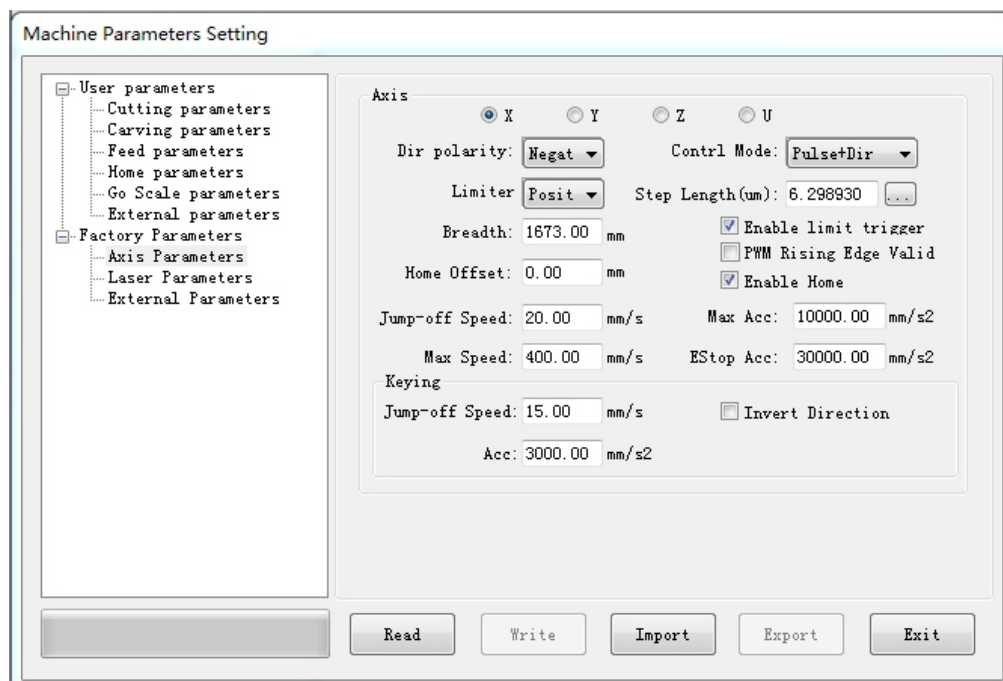 Machine Parameters Setting
User parameters
Cutting parameters
Carving parameters
Feed parameters
Home parameters
Go Scale parameters
External parameters
Factory Parameters
Axis Parameters
Laser Parameters
External Parameters
Axis
X Y Z U
Dir polarity: Negat Contrl Mode: Pulse+Dir
Limiter Posit Step Length(um): 6.298930 ...
Breadth: 1673.00 mm Enable limit trigger
PWM Rising Edge Valid
Home Offset: 0.00 mm Enable Home
Jump-off Speed: 20.00 mm/s Max Acc: 10000.00 mm/s2
Max Speed: 400.00 mm/s EStop Acc: 30000.00 mm/s2
Keying
Jump-off Speed: 15.00 mm/s Invert Direction
Acc: 3000.00 mm/s2
Read Write Import Export Exit